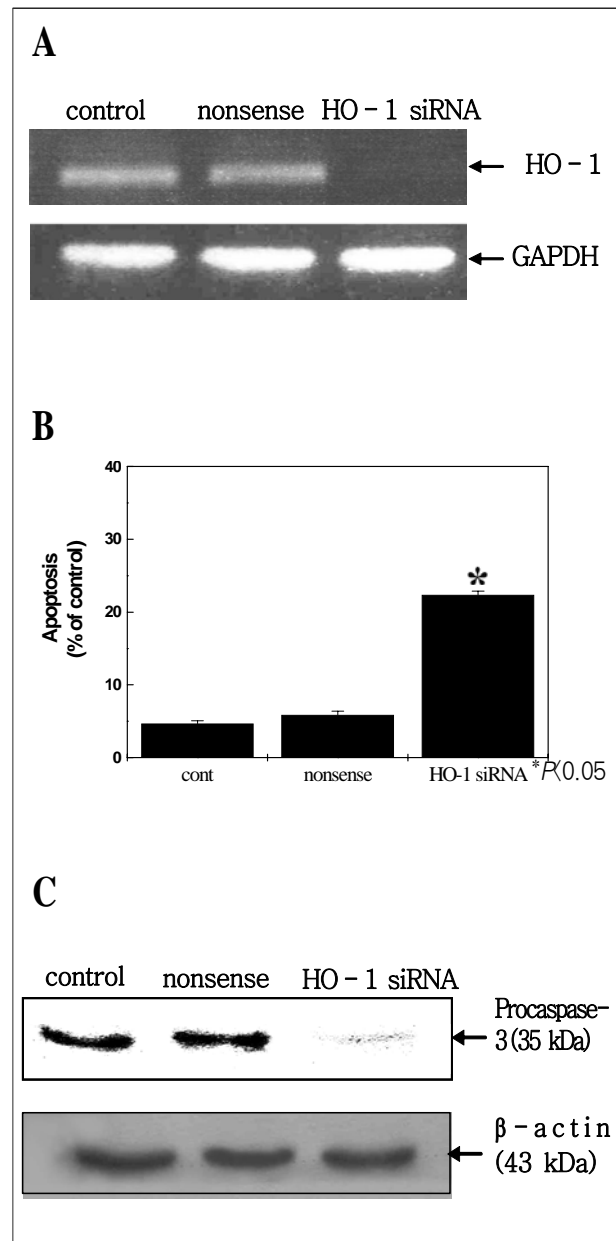 A
control nonsense HO-1 siRNA
HO-1
GAPDH
B
40
30
20
10
0
Apoptosis
(% of control)
*
cont nonsense HO-1 siRNA *P<0.05
C
control nonsense HO-1 siRNA
Procaspase-
3(35 kDa)
β-actin
(43 kDa)